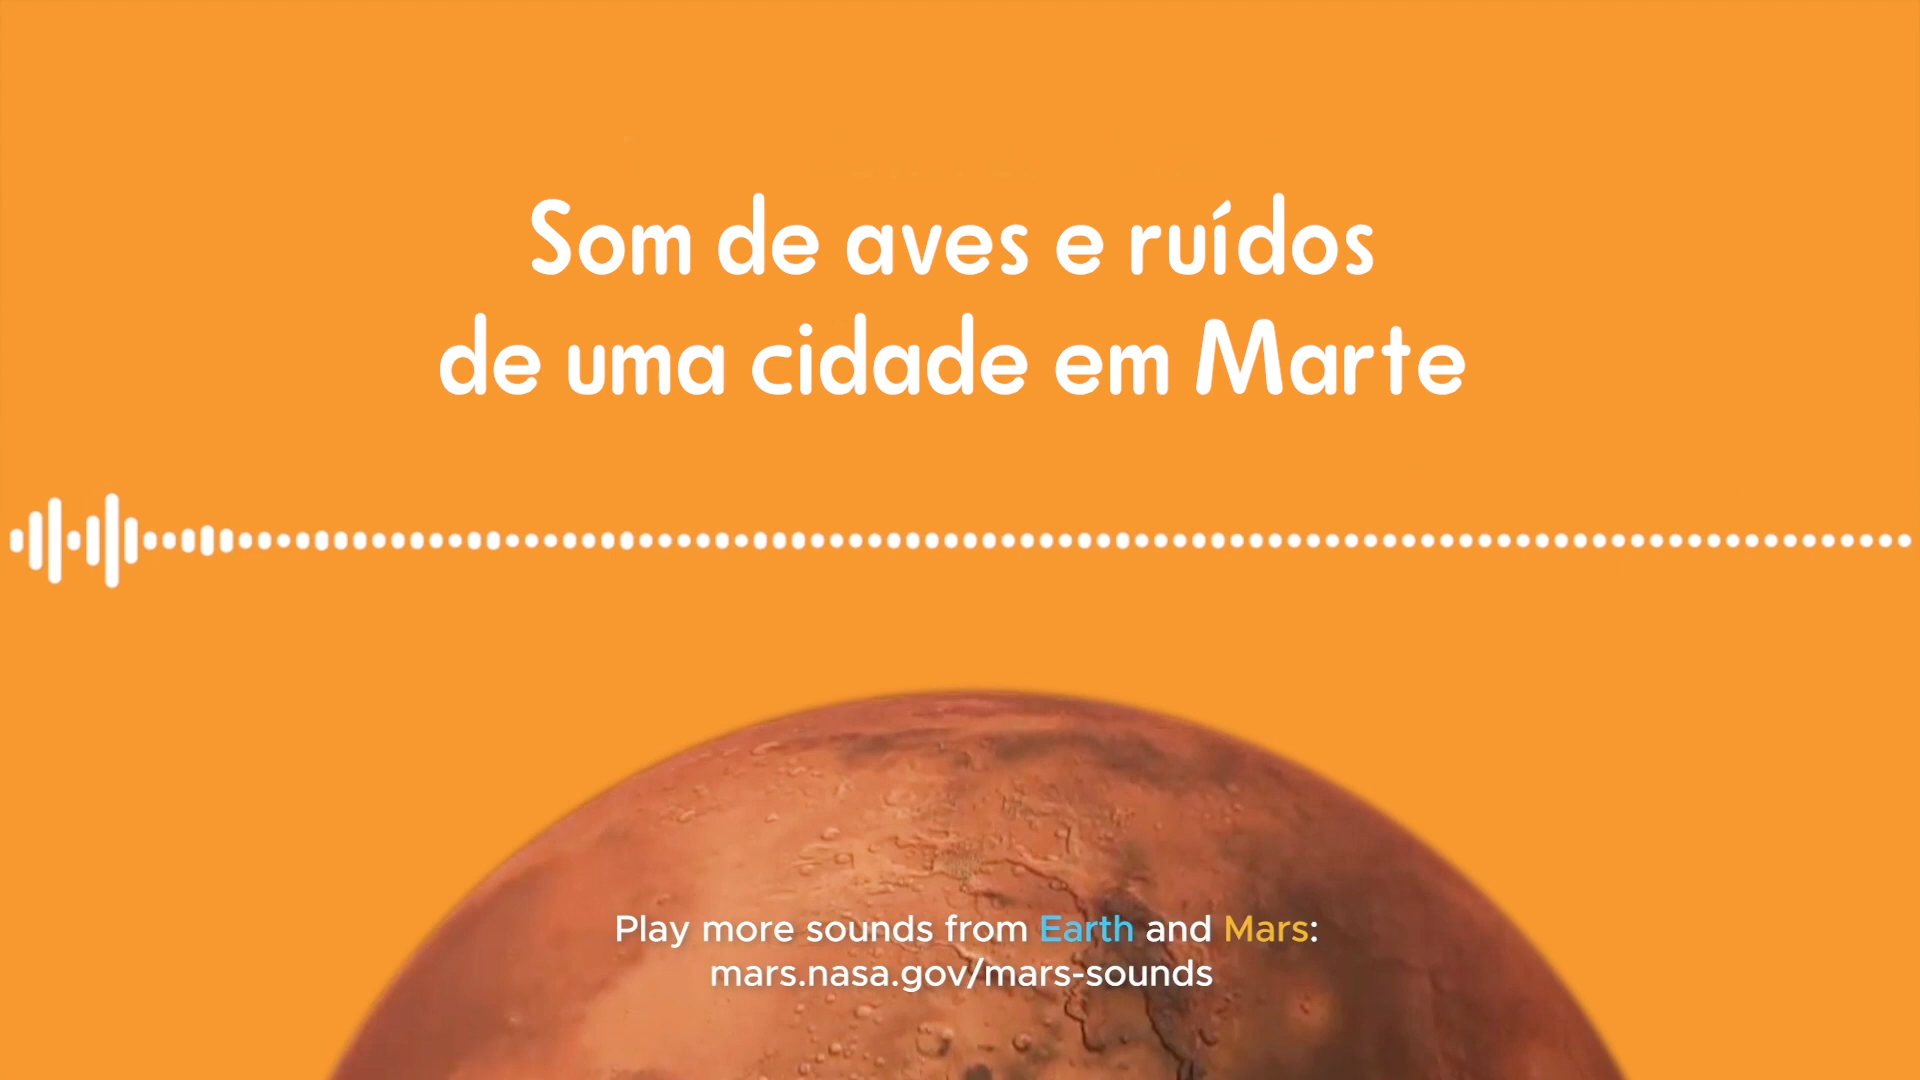 Som de aves e ruídos
de uma cidade em Marte
Play more sounds from Earth and Mars:
mars.nasa.gov/mars-sounds